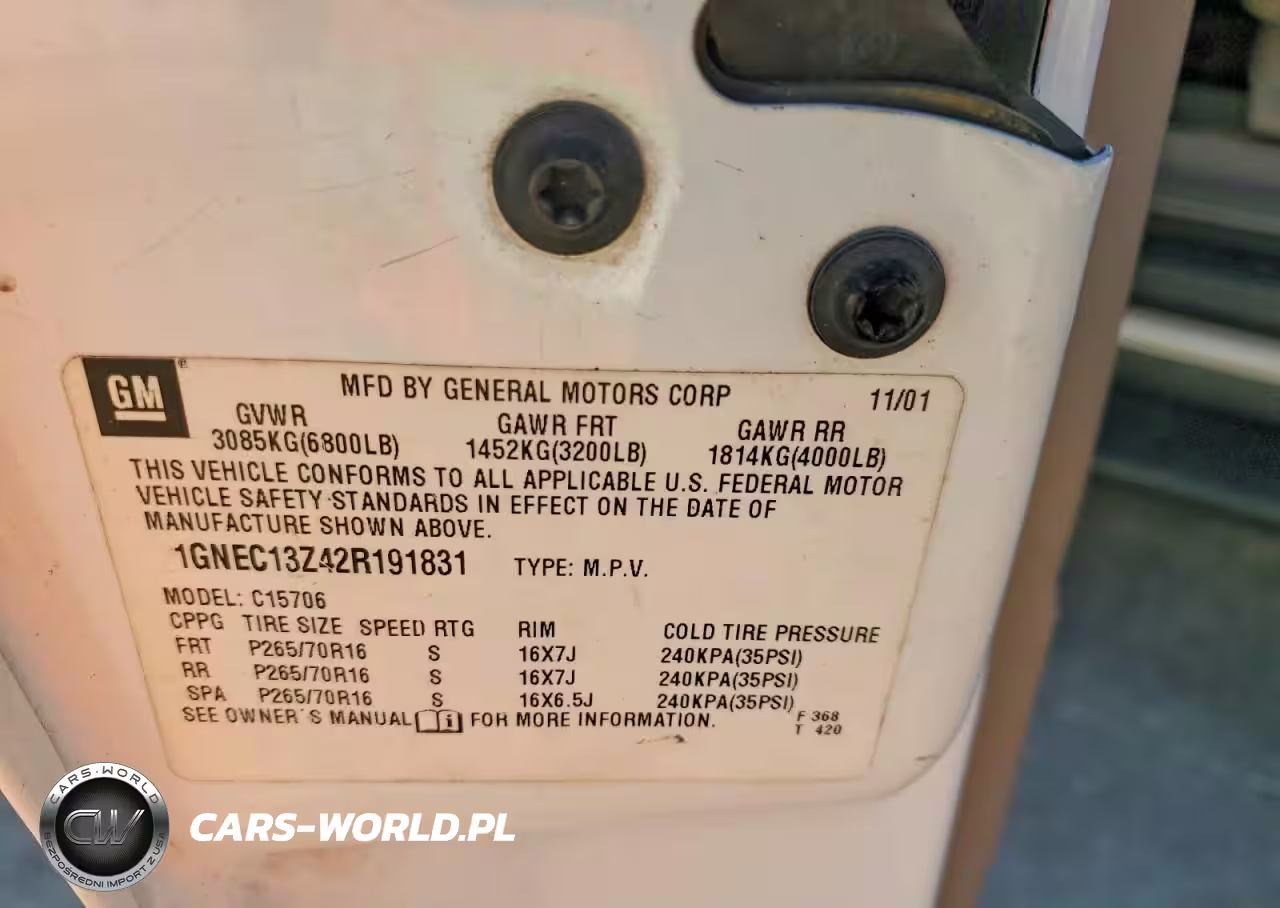 GM®
MFD BY GENERAL MOTORS CORP 11/01
GVWR GAWR FRT GAWR RR
3085KG(6800LB) 1452KG(3200LB) 1814KG(4000LB)
THIS VEHICLE CONFORMS TO ALL APPLICABLE U.S. FEDERAL MOTOR
VEHICLE SAFETY STANDARDS IN EFFECT ON THE DATE OF
MANUFACTURE SHOWN ABOVE.
1GNEC13Z42R191831 TYPE: M.P.V.
MODEL: C15706
CPPG TIRE SIZE SPEED RTG RIM COLD TIRE PRESSURE
FRT P265/70R16 S 16X7J 240KPA(35PSI)
RR P265/70R16 S 16X7J 240KPA(35PSI)
SPA P265/70R16 S 16X6.5J 240KPA(35PSI)
SEE OWNER'S MANUAL FOR MORE INFORMATION.
F 368
T 420
CARS-WORLD
CW
BEZPOŚREDNI IMPORT Z USA
CARS-WORLD.PL